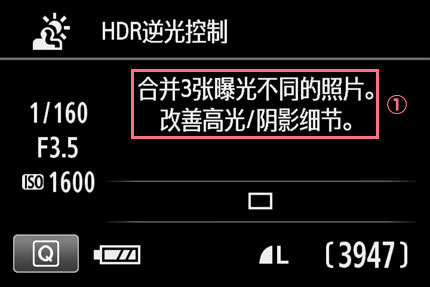 HDR逆光控制
合并3张曝光不同的照片。
改善高光/阴影细节。
①
1/160
F3.5
ISO 1600
Q
L
(3947)